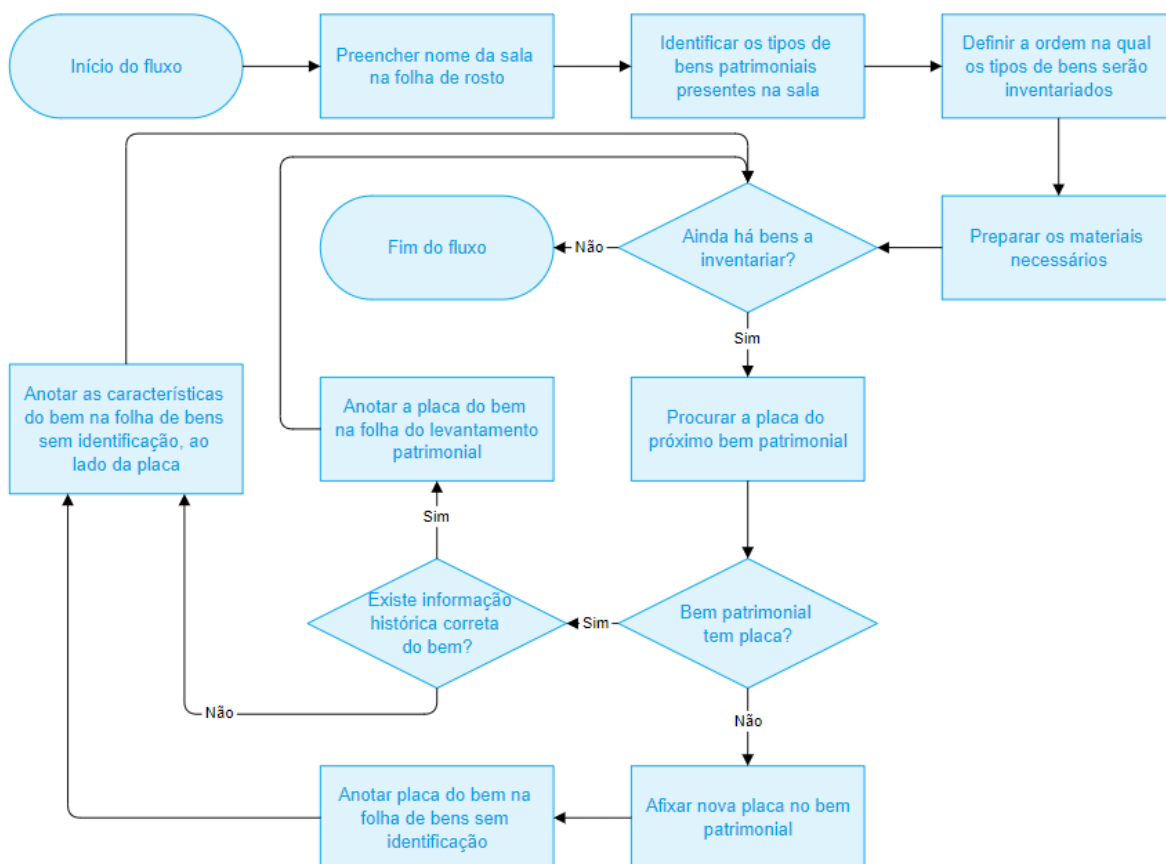 Início do fluxo
Preencher nome da sala
na folha de rosto
Identificar os tipos de
bens patrimoniais
presentes na sala
Definir a ordem na qual
os tipos de bens serão
inventariados
Fim do fluxo
Não
Ainda há bens a
inventariar?
Preparar os materiais
necessários
Sim
Anotar as características
do bem na folha de bens
sem identificação, ao
lado da placa
Anotar a placa do bem
na folha do levantamento
patrimonial
Procurar a placa do
próximo bem patrimonial
Sim
Existe informação
histórica correta
do bem?
Sim
Bem patrimonial
tem placa?
Não
Não
Anotar placa do bem na
folha de bens sem
identificação
Afixar nova placa no bem
patrimonial